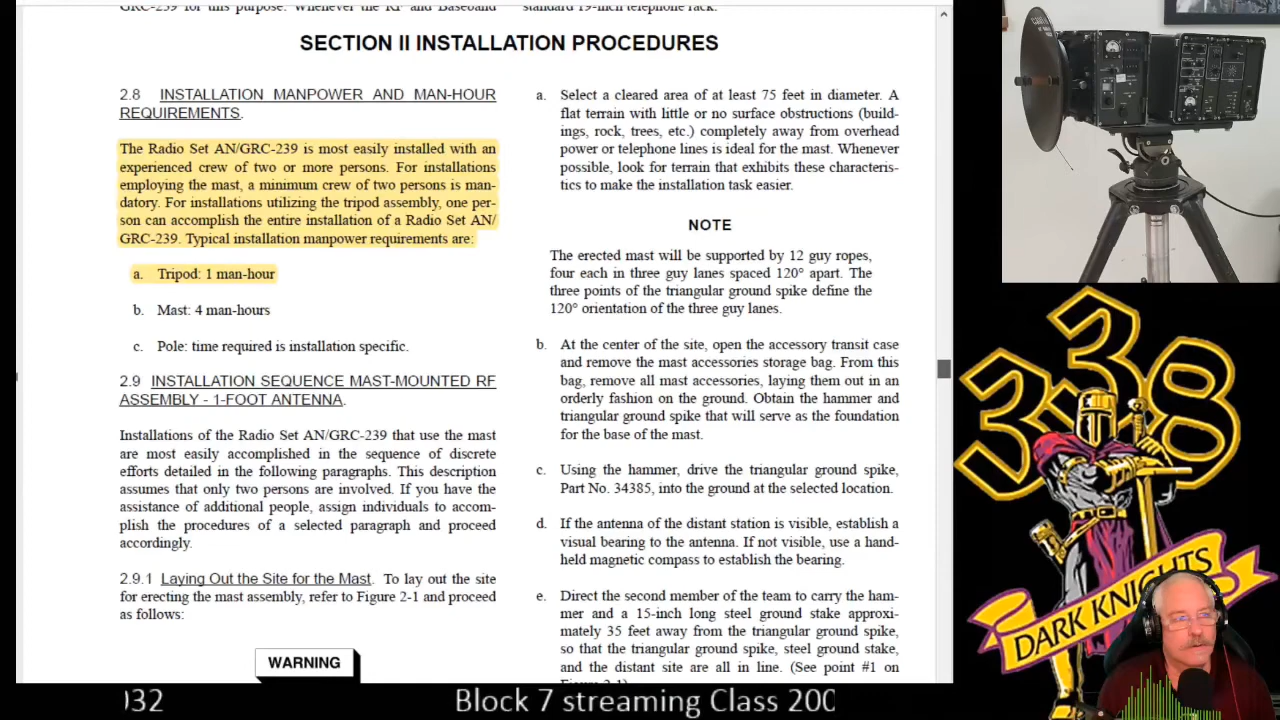 GRC-239 for this purpose. Whenever the RF and Baseband
standard 19-inch telephone rack.
SECTION II INSTALLATION PROCEDURES
2.8 INSTALLATION MANPOWER AND MAN-HOUR
REQUIREMENTS.
The Radio Set AN/GRC-239 is most easily installed with an
experienced crew of two or more persons. For installations
employing the mast, a minimum crew of two persons is man-
datory. For installations utilizing the tripod assembly, one per-
son can accomplish the entire installation of a Radio Set AN/
GRC-239. Typical installation manpower requirements are:
a. Tripod: 1 man-hour
b. Mast: 4 man-hours
c. Pole: time required is installation specific.
2.9 INSTALLATION SEQUENCE MAST-MOUNTED RF
ASSEMBLY - 1-FOOT ANTENNA.
Installations of the Radio Set AN/GRC-239 that use the mast
are most easily accomplished in the sequence of discrete
efforts detailed in the following paragraphs. This description
assumes that only two persons are involved. If you have the
assistance of additional people, assign individuals to accom-
plish the procedures of a selected paragraph and proceed
accordingly.
2.9.1 Laying Out the Site for the Mast. To lay out the site
for erecting the mast assembly, refer to Figure 2-1 and proceed
as follows:
WARNING
a. Select a cleared area of at least 75 feet in diameter. A
flat terrain with little or no surface obstructions (build-
ings, rock, trees, etc.) completely away from overhead
power or telephone lines is ideal for the mast. Whenever
possible, look for terrain that exhibits these characteris-
tics to make the installation task easier.
NOTE
The erected mast will be supported by 12 guy ropes,
four each in three guy lanes spaced 120° apart. The
three points of the triangular ground spike define the
120° orientation of the three guy lanes.
b. At the center of the site, open the accessory transit case
and remove the mast accessories storage bag. From this
bag, remove all mast accessories, laying them out in an
orderly fashion on the ground. Obtain the hammer and
triangular ground spike that will serve as the foundation
for the base of the mast.
c. Using the hammer, drive the triangular ground spike,
Part No. 34385, into the ground at the selected location.
d. If the antenna of the distant station is visible, establish a
visual bearing to the antenna. If not visible, use a hand-
held magnetic compass to establish the bearing.
e. Direct the second member of the team to carry the ham-
mer and a 15-inch long steel ground stake approxi-
mately 35 feet away from the triangular ground spike,
so that the triangular ground spike, steel ground stake,
and the distant site are all in line. (See point #1 on
Figure 2-1)
338
DARK KNIGHTS
032 Block 7 streaming Class 200